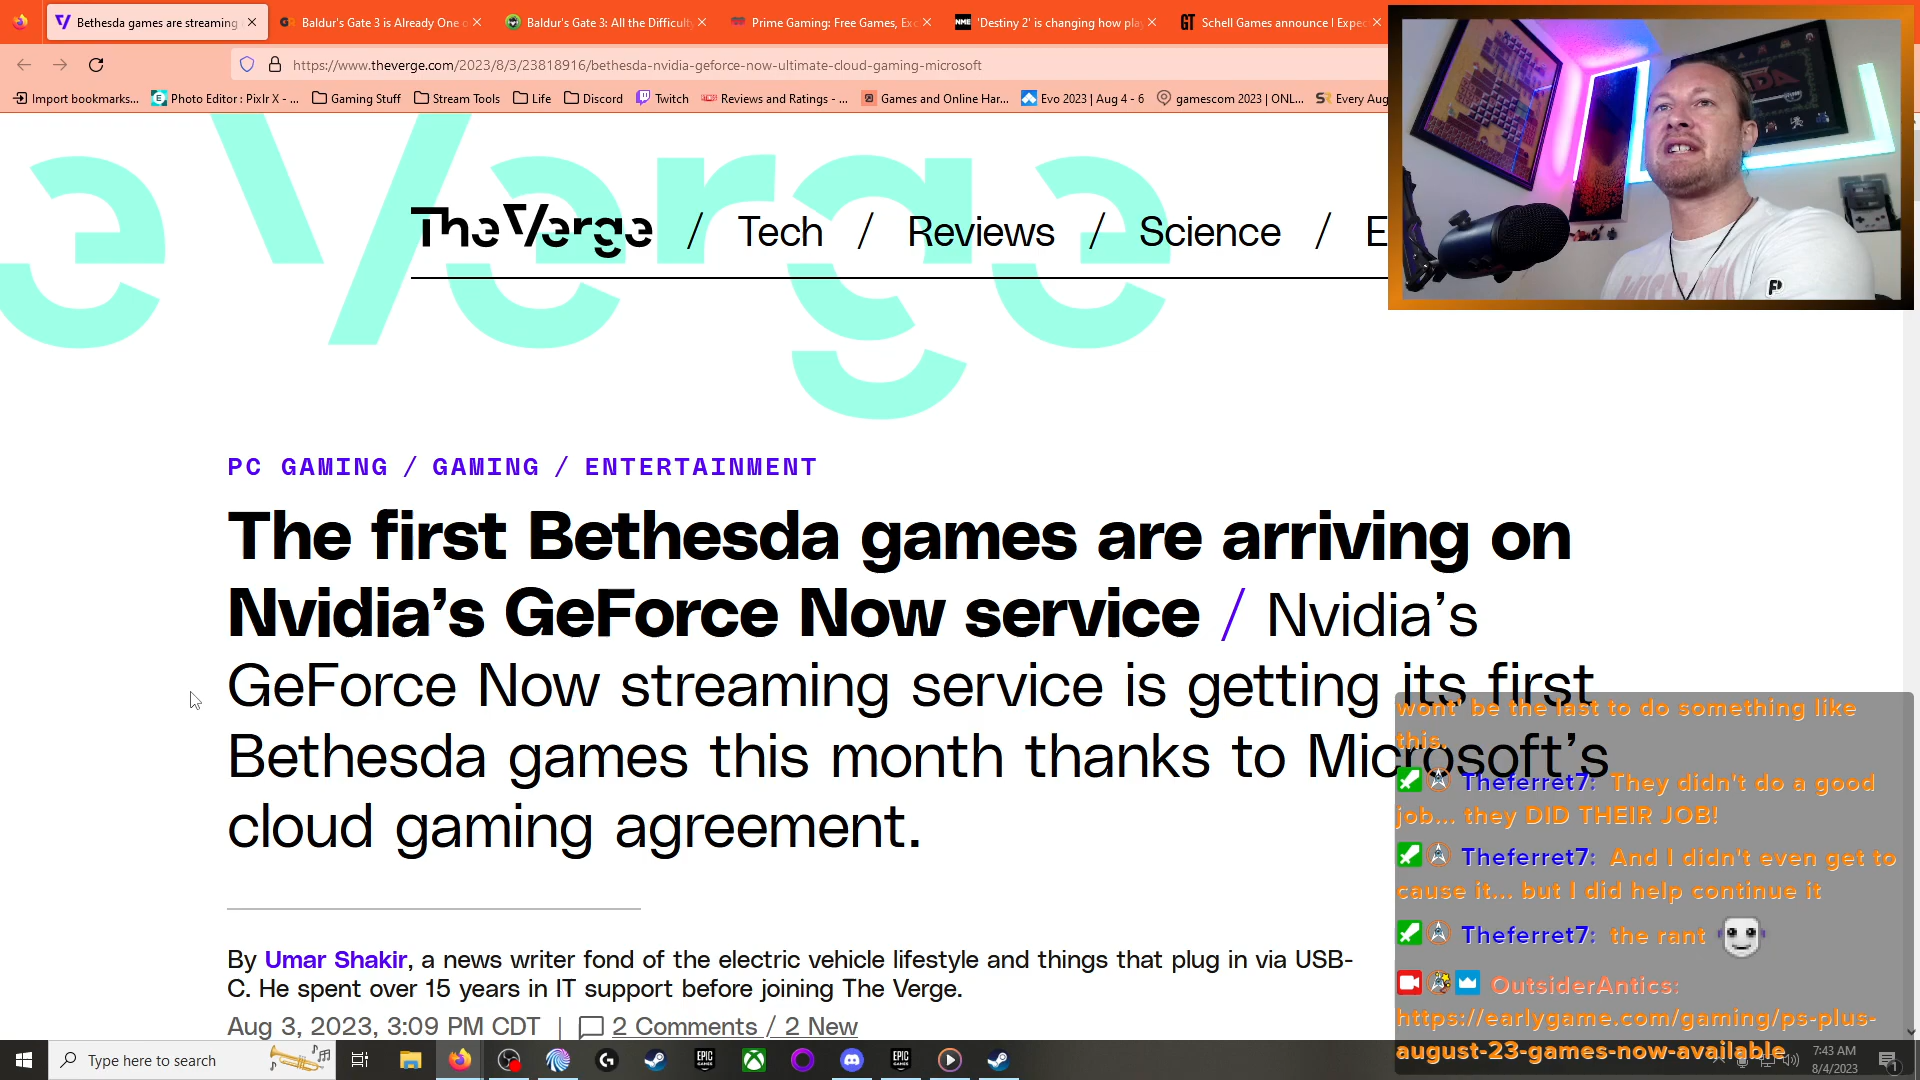 Bethesda games are streaming
Baldur's Gate 3 is Already One o
Baldur's Gate 3: All the Difficulty
Prime Gaming: Free Games, Exc
NME 'Destiny 2' is changing how play
GT Schell Games announce I Expec
https://www.theverge.com/2023/8/3/23818916/bethesda-nvidia-geforce-now-ultimate-cloud-gaming-microsoft
Import bookmarks... Photo Editor : Pixlr X - ... Gaming Stuff Stream Tools Life Discord Twitch Reviews and Ratings - ... Games and Online Har... Evo 2023 | Aug 4 - 6 gamescom 2023 | ONL... Every Aug
e Verge
The Verge / Tech / Reviews / Science / E
PC GAMING / GAMING / ENTERTAINMENT
The first Bethesda games are arriving on
Nvidia's GeForce Now service / Nvidia's
GeForce Now streaming service is getting its first
Bethesda games this month thanks to Microsoft's
cloud gaming agreement.
By Umar Shakir, a news writer fond of the electric vehicle lifestyle and things that plug in via USB-
C. He spent over 15 years in IT support before joining The Verge.
Aug 3, 2023, 3:09 PM CDT | 2 Comments / 2 New
wont' be the last to do something like
this.
Theferret7: They didn't do a good
job... they DID THEIR JOB!
Theferret7: And I didn't even get to
cause it... but I did help continue it
Theferret7: the rant
OutsiderAntics:
https://earlygame.com/gaming/ps-plus-
august-23-games-now-available
Type here to search
EPIC GAMES
EPIC GAMES
7:43 AM
8/4/2023
1